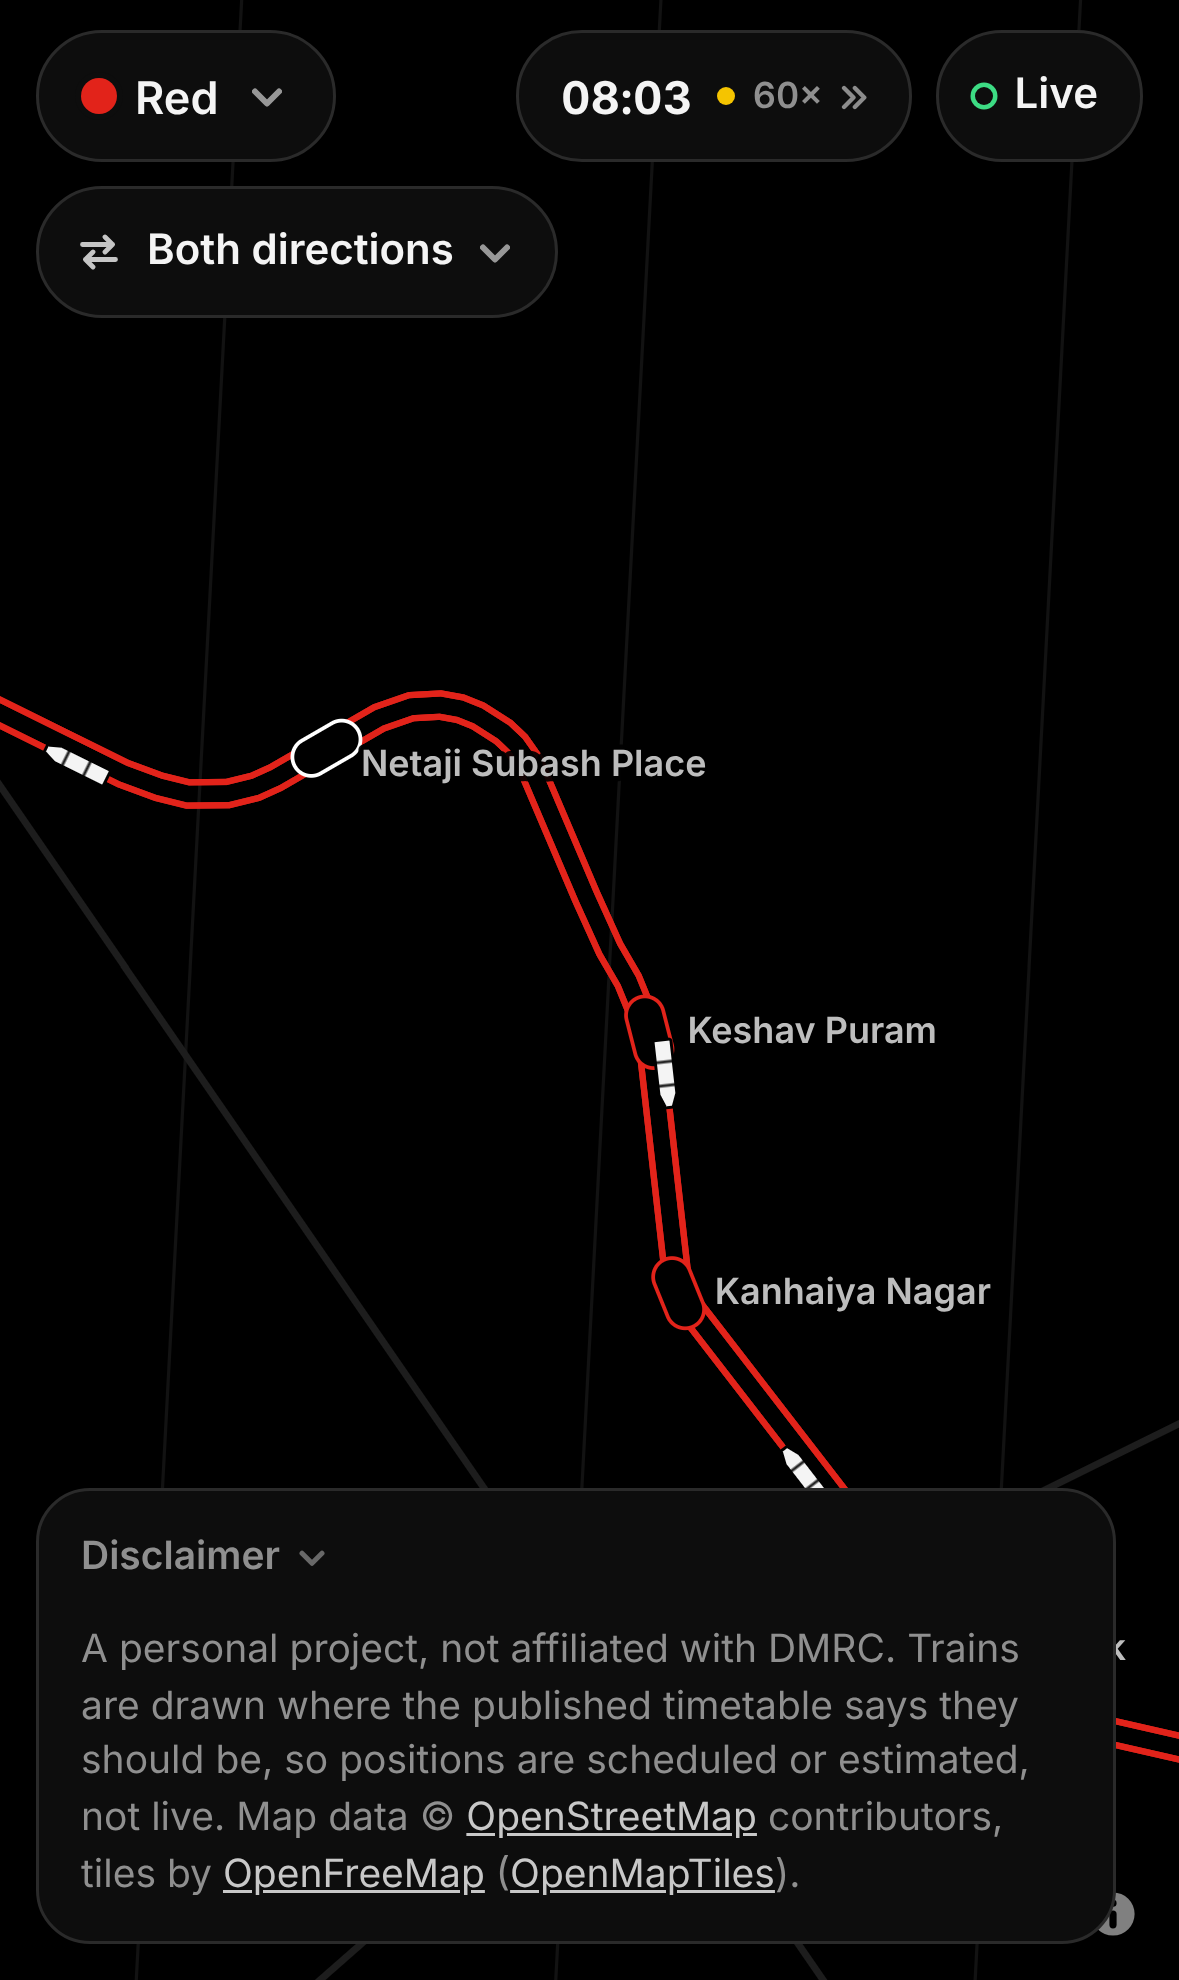 Red
08:03 60× »
Live
Both directions
Netaji Subash Place
Keshav Puram
Kanhaiya Nagar
Disclaimer
A personal project, not affiliated with DMRC. Trains
are drawn where the published timetable says they
should be, so positions are scheduled or estimated,
not live. Map data © OpenStreetMap contributors,
tiles by OpenFreeMap (OpenMapTiles).